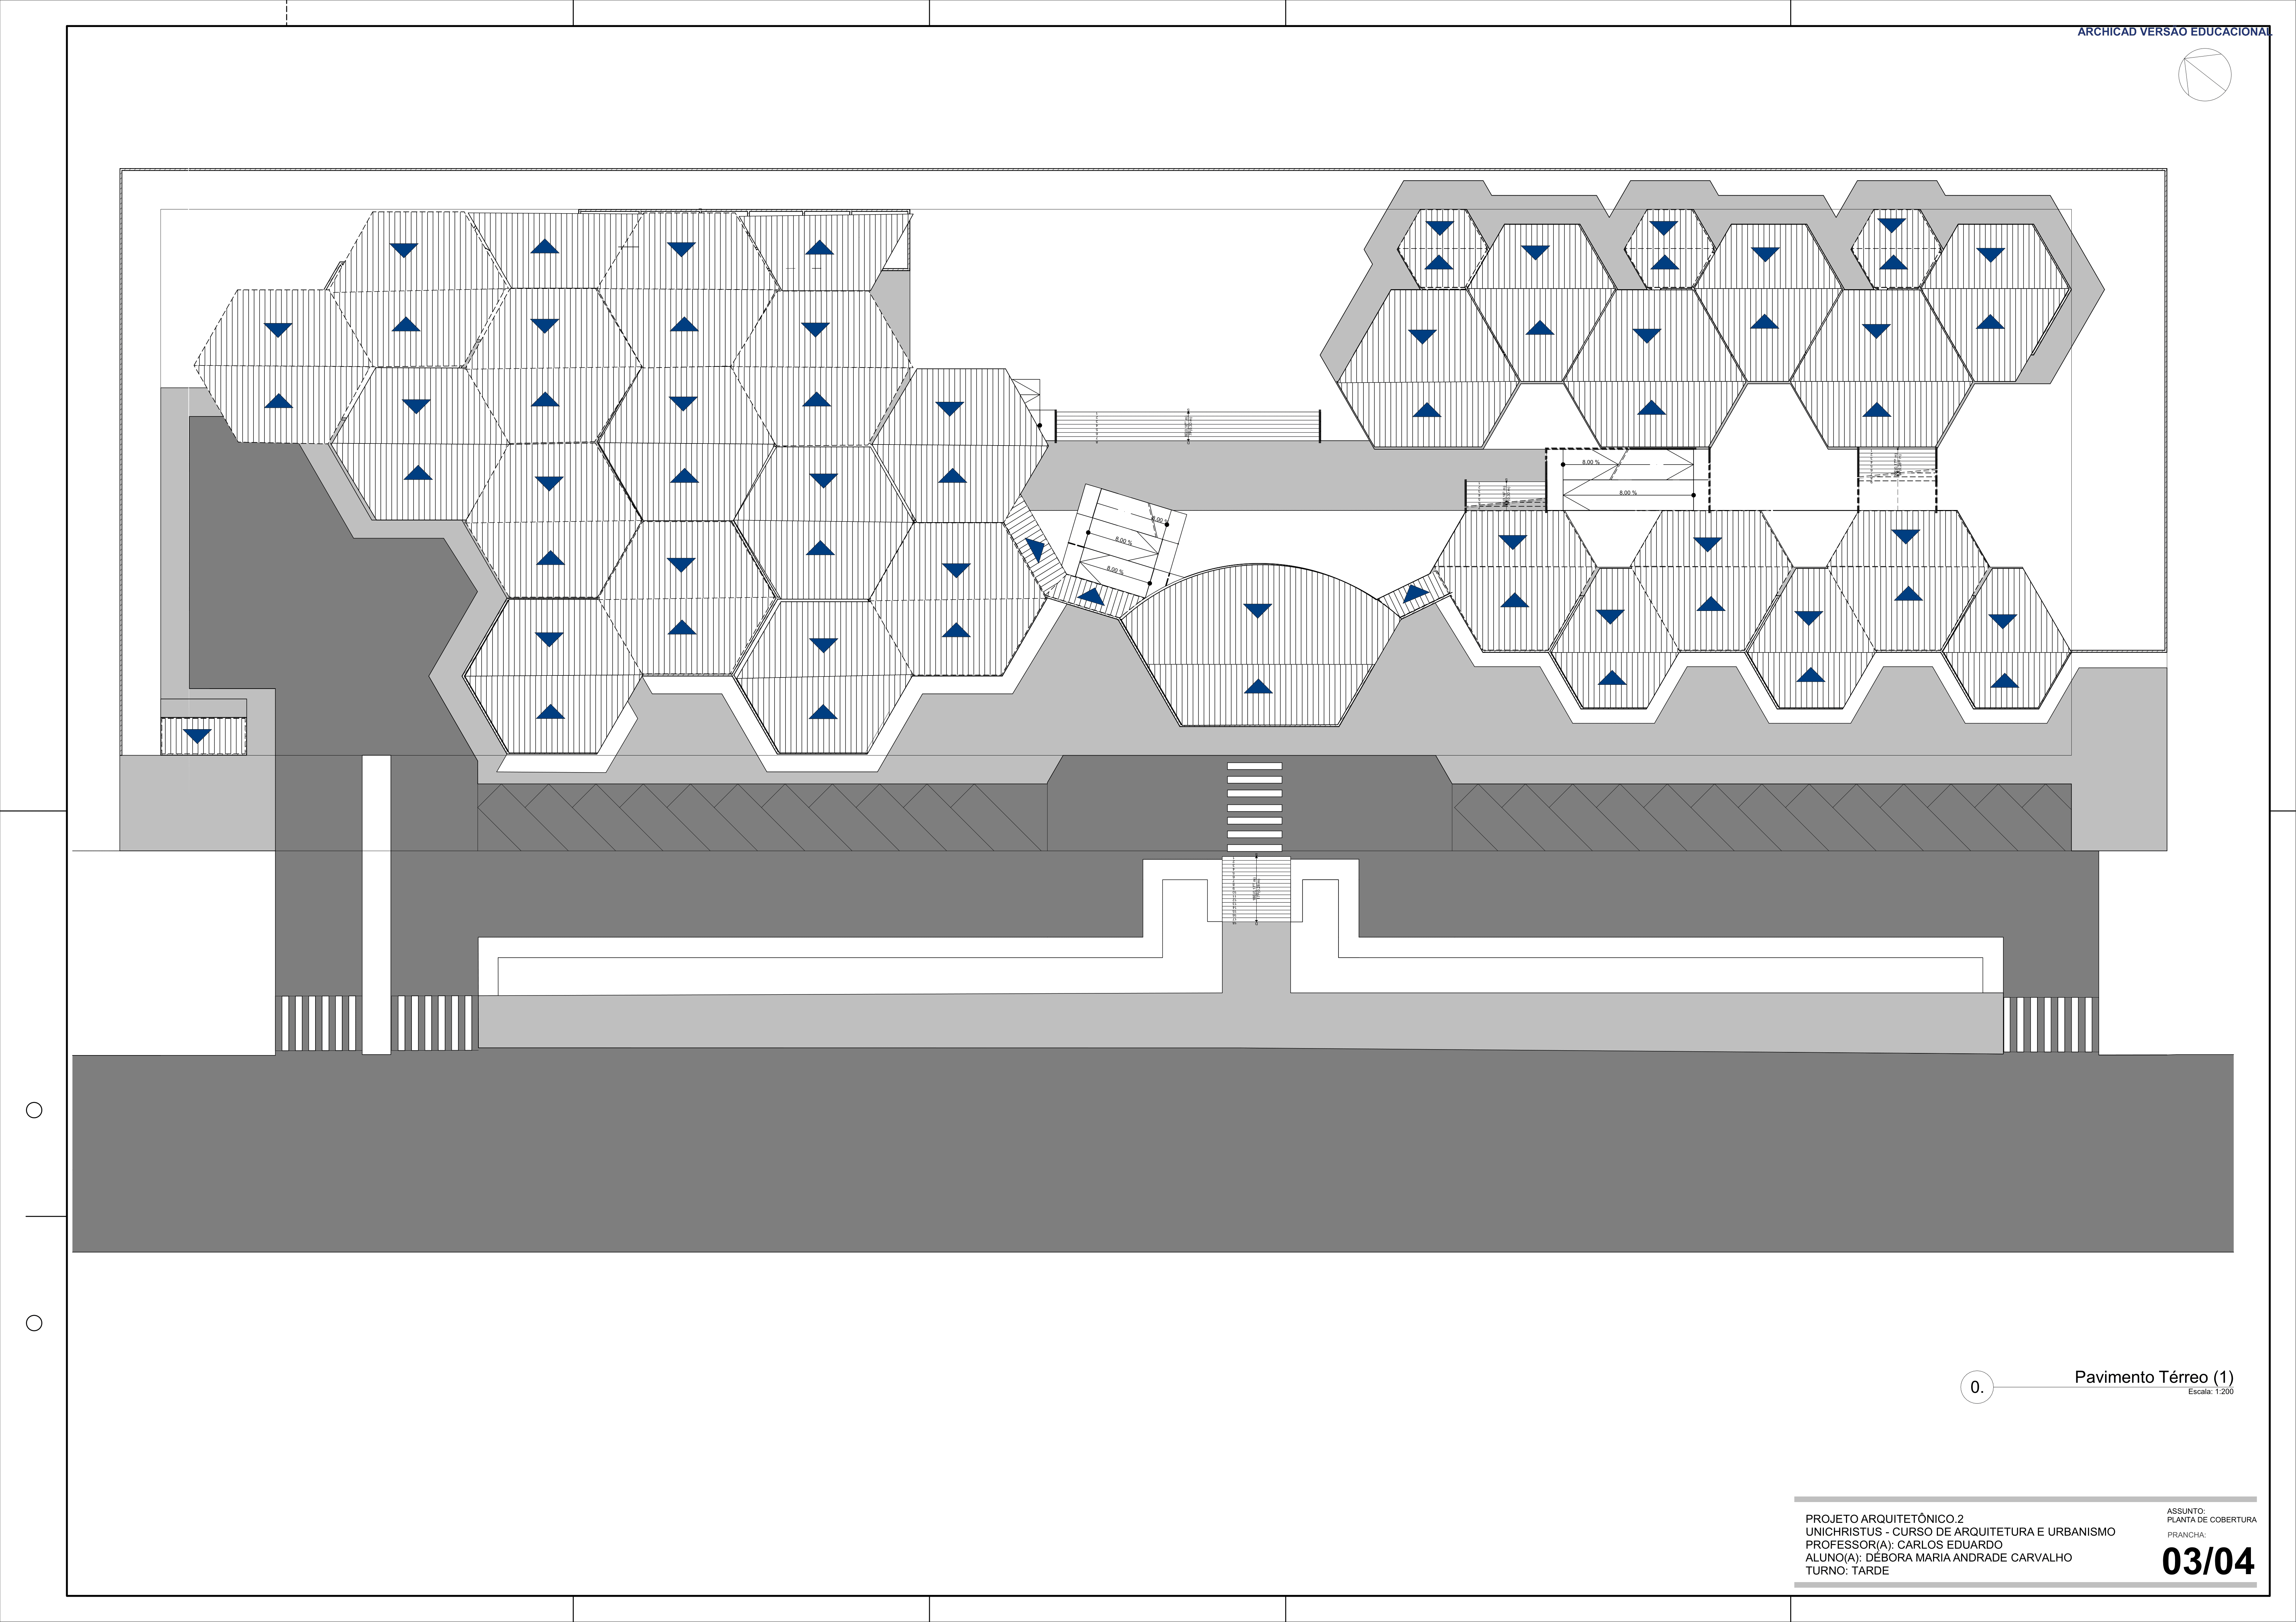 ARCHICAD VERSÃO EDUCACIONAL
8.00 %
8.00 %
8.00 %
8.00 %
8.00 %
0.
Pavimento Térreo (1)
Escala: 1:200
PROJETO ARQUITETÔNICO.2
UNICHRISTUS - CURSO DE ARQUITETURA E URBANISMO
PROFESSOR(A): CARLOS EDUARDO
ALUNO(A): DÉBORA MARIA ANDRADE CARVALHO
TURNO: TARDE
ASSUNTO:
PLANTA DE COBERTURA
PRANCHA:
03/04